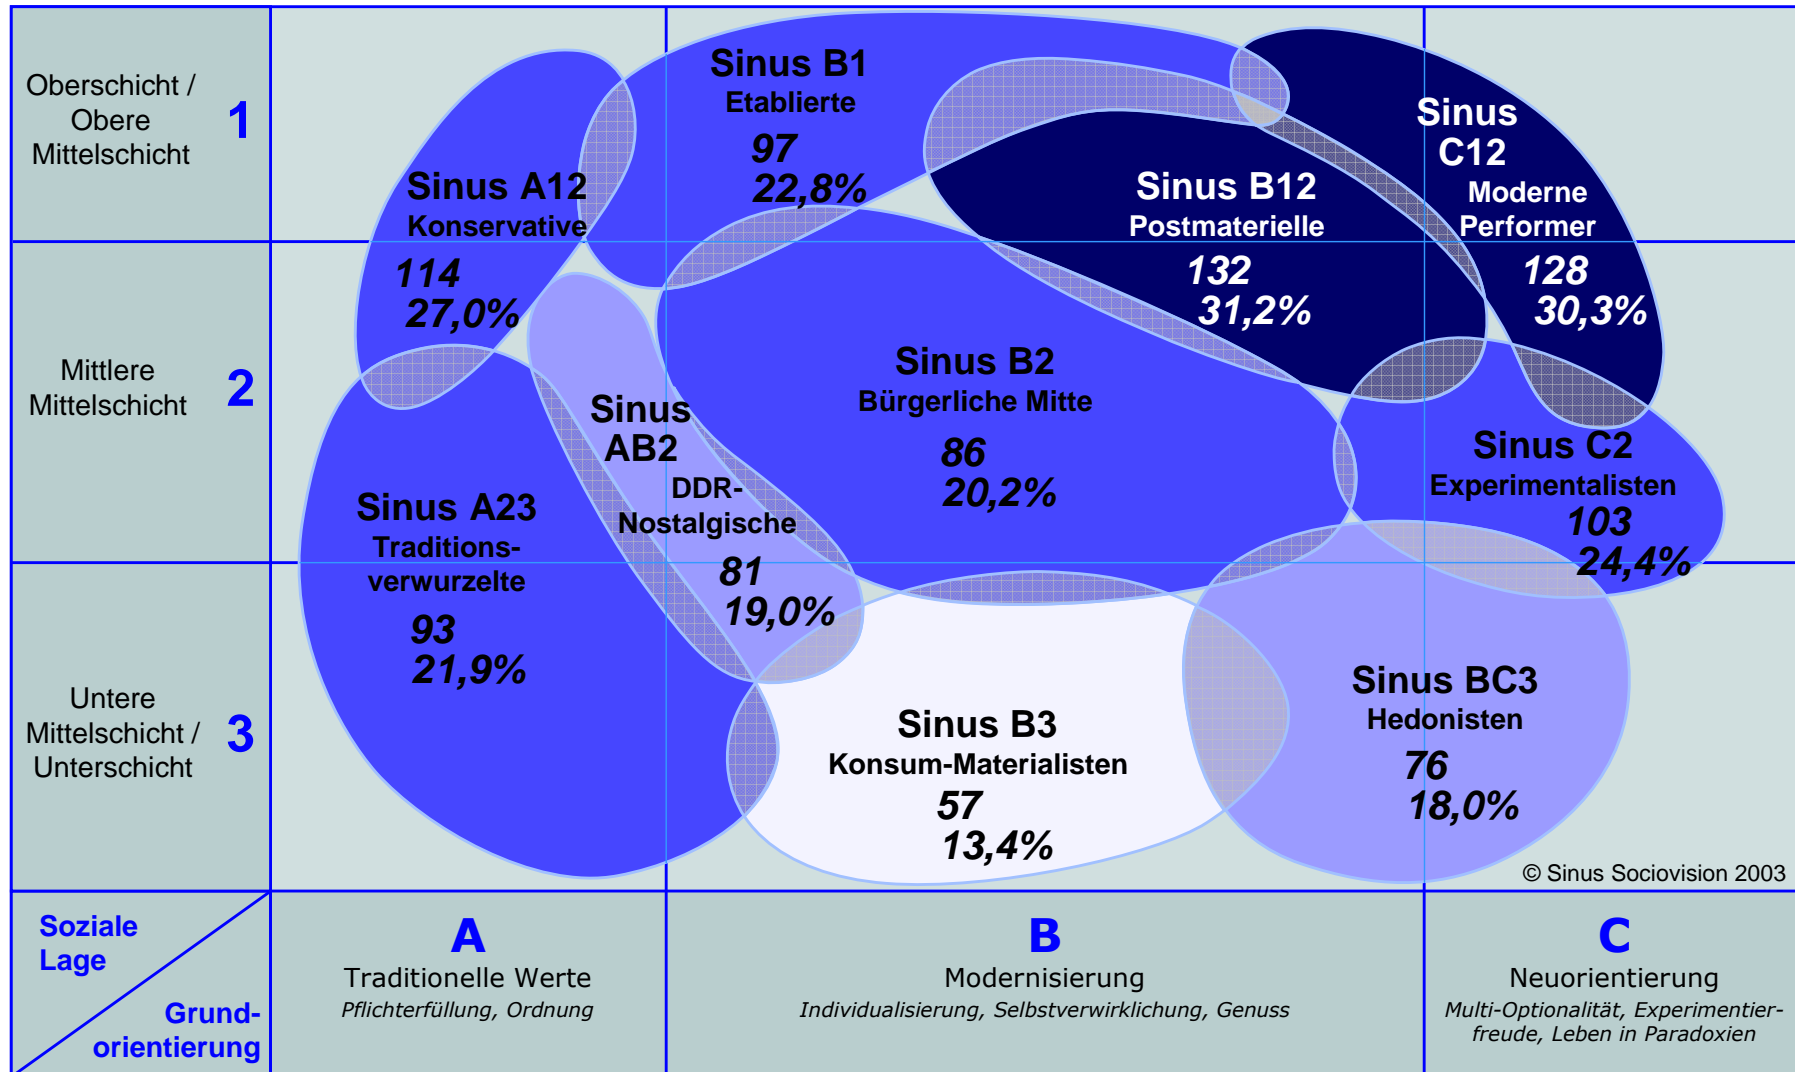 Oberschicht /
Obere
Mittelschicht
1
Mittlere
Mittelschicht
2
Untere
Mittelschicht /
Unterschicht
3
Sinus B1
Etablierte
97
22,8%
Sinus A12
Konservative
114
27,0%
Sinus B12
Postmaterielle
132
31,2%
Sinus
C12
Moderne
Performer
128
30,3%
Sinus B2
Bürgerliche Mitte
86
20,2%
Sinus
AB2
DDR-
Nostalgische
81
19,0%
Sinus A23
Traditions-
verwurzelte
93
21,9%
Sinus C2
Experimentalisten
103
24,4%
Sinus B3
Konsum-Materialisten
57
13,4%
Sinus BC3
Hedonisten
76
18,0%
© Sinus Sociovision 2003
Soziale
Lage
Grund-
orientierung
A
Traditionelle Werte
Pflichterfüllung, Ordnung
B
Modernisierung
Individualisierung, Selbstverwirklichung, Genuss
C
Neuorientierung
Multi-Optionalität, Experimentier-
freude, Leben in Paradoxien